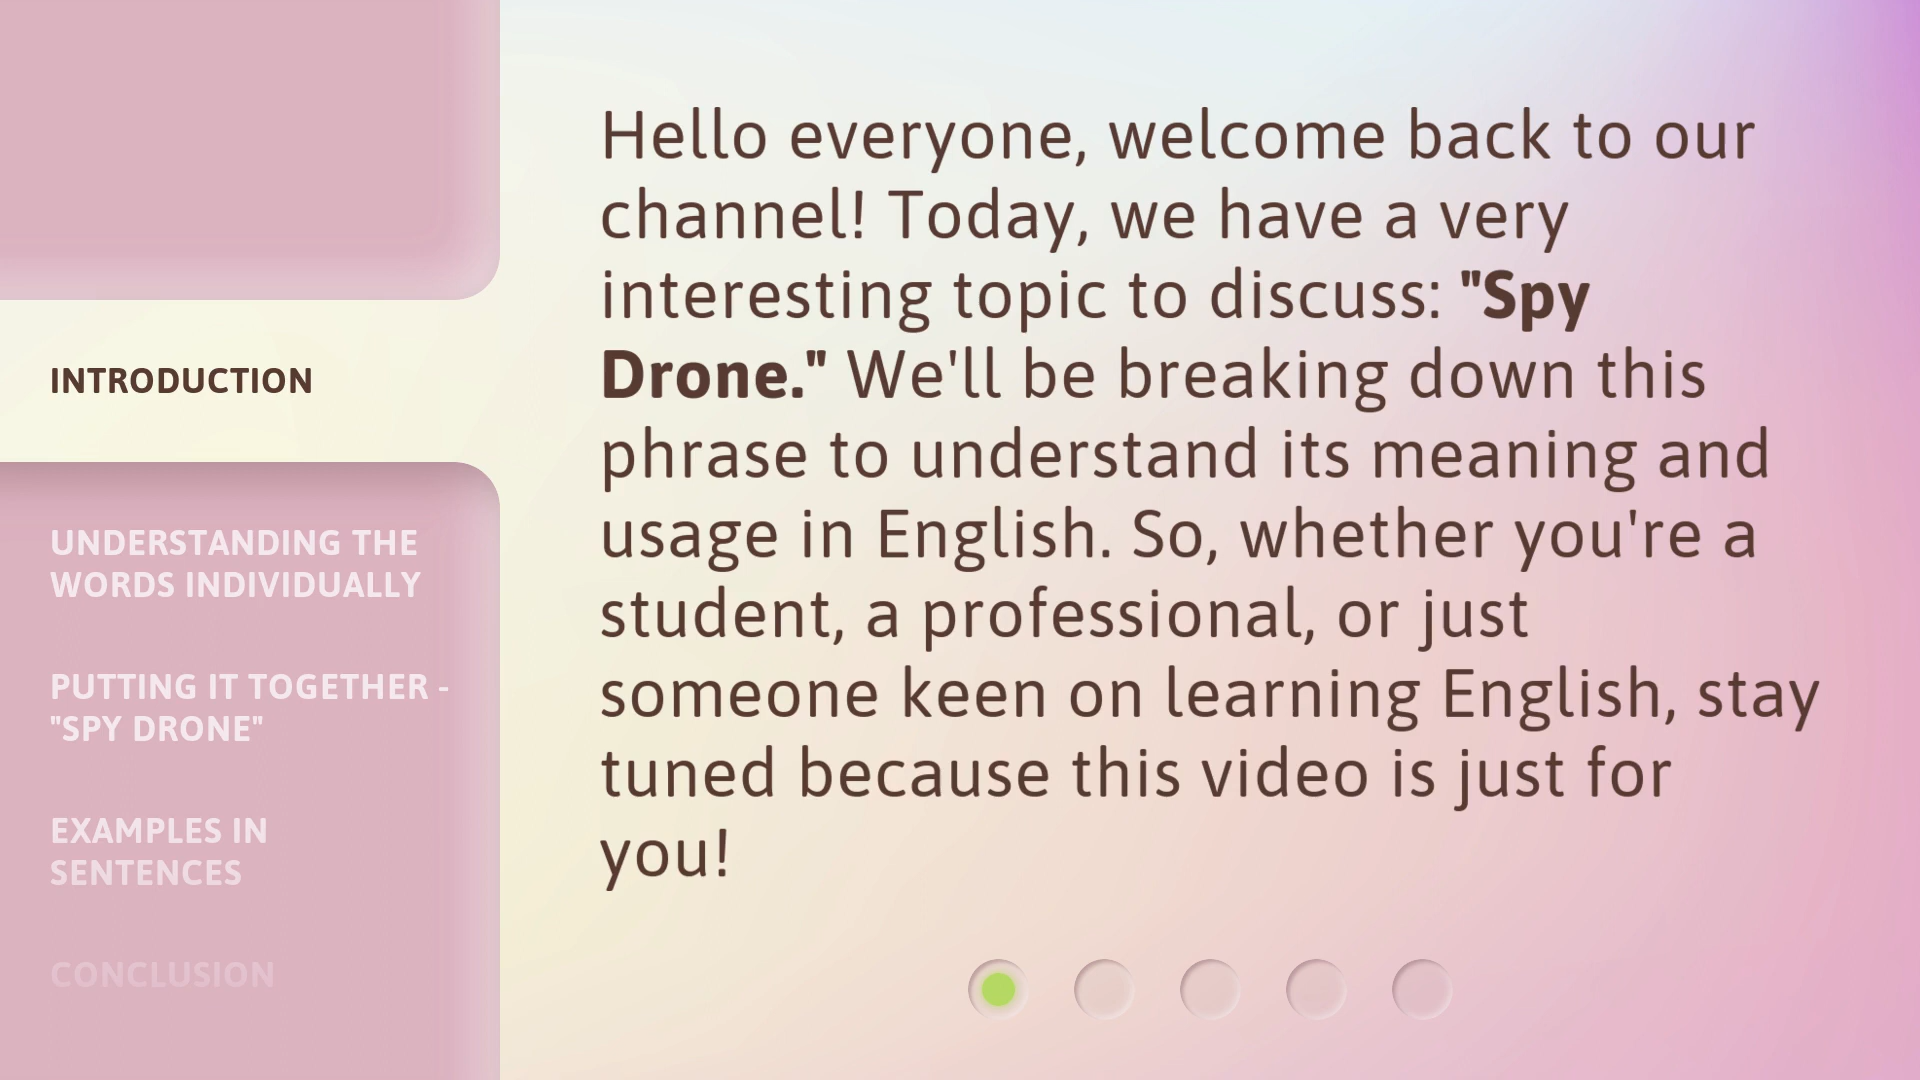 INTRODUCTION
UNDERSTANDING THE
WORDS INDIVIDUALLY
PUTTING IT TOGETHER -
"SPY DRONE"
EXAMPLES IN
SENTENCES
CONCLUSION
Hello everyone, welcome back to our
channel! Today, we have a very
interesting topic to discuss: "Spy
Drone." We'll be breaking down this
phrase to understand its meaning and
usage in English. So, whether you're a
student, a professional, or just
someone keen on learning English, stay
tuned because this video is just for
you!